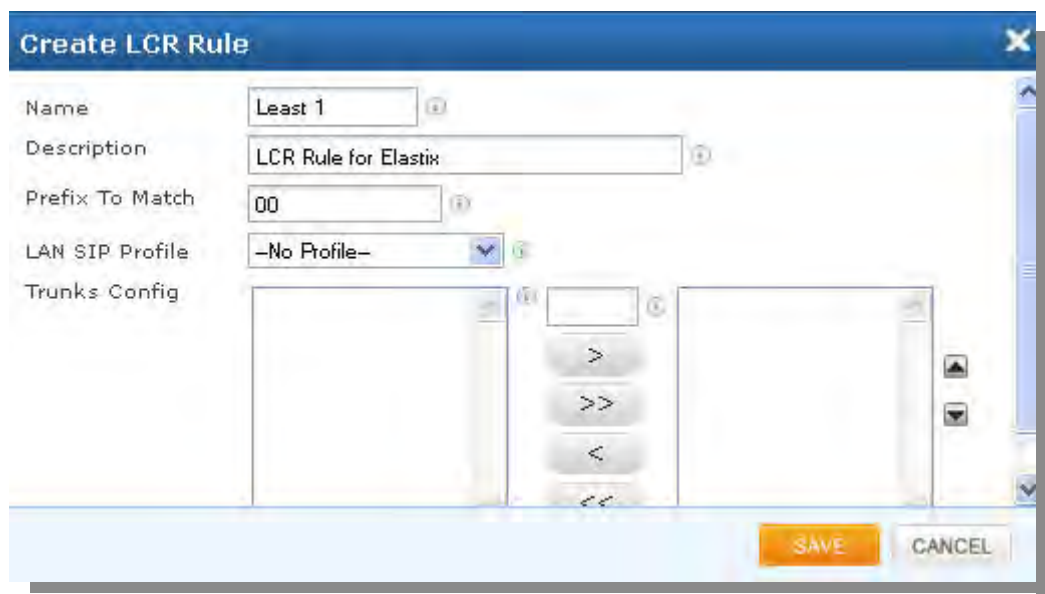 Create LCR Rule
Name Least 1
Description LCR Rule for Elastix
Prefix To Match 00
LAN SIP Profile –No Profile–
Trunks Config
>
>>
<
<<
SAVE CANCEL